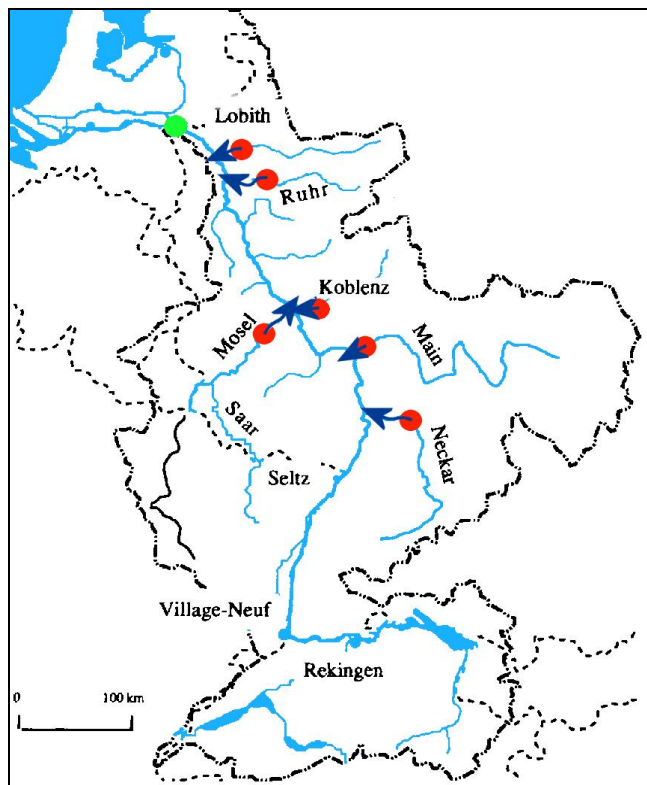 Lobith
Ruhr
Koblenz
Mosel
Main
Saar
Neckar
Seltz
Village-Neuf
Rekingen
0 100 km